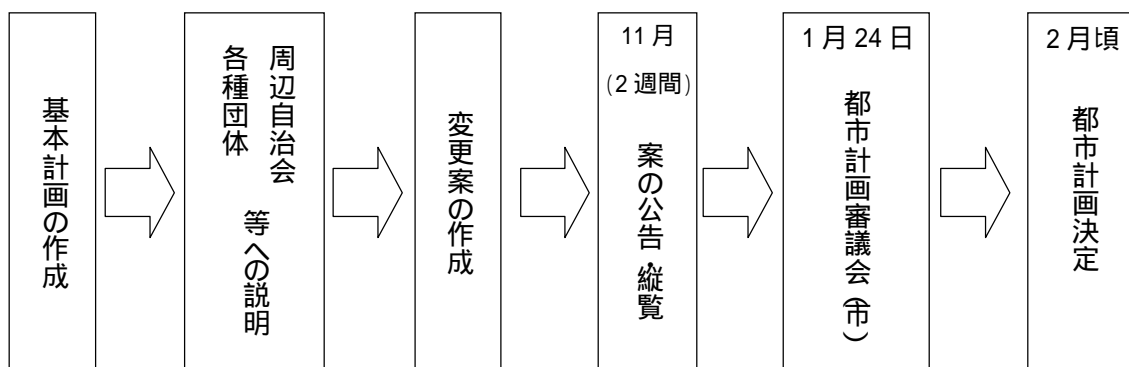 基本計画の作成
周辺自治会
各種団体
等への説明
変更案の作成
11月
(2週間)
案の公告・縦覧
1月24日
都市計画審議会(市)
2月頃
都市計画決定